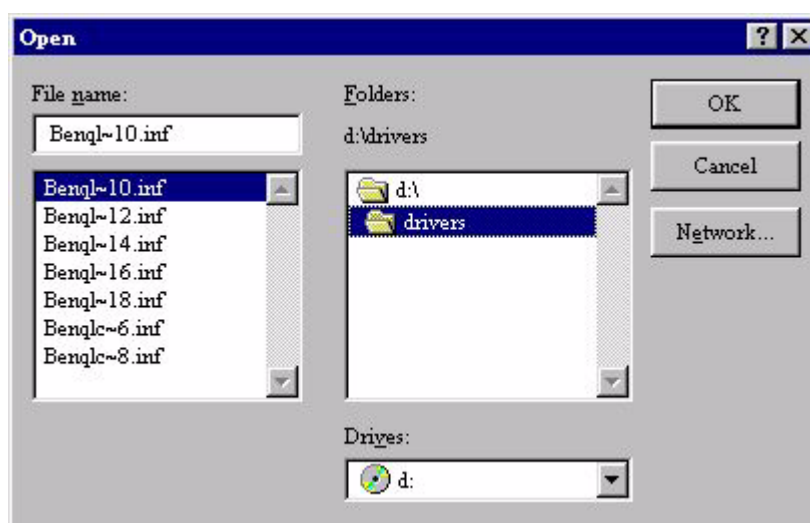 Open
File name:
Benql~10.inf
Benql~10.inf
Benql~12.inf
Benql~14.inf
Benql~16.inf
Benql~18.inf
Benqlc~6.inf
Benqlc~8.inf
Folders:
d:\drivers
d:\
drivers
Drives:
d:
OK
Cancel
Network...